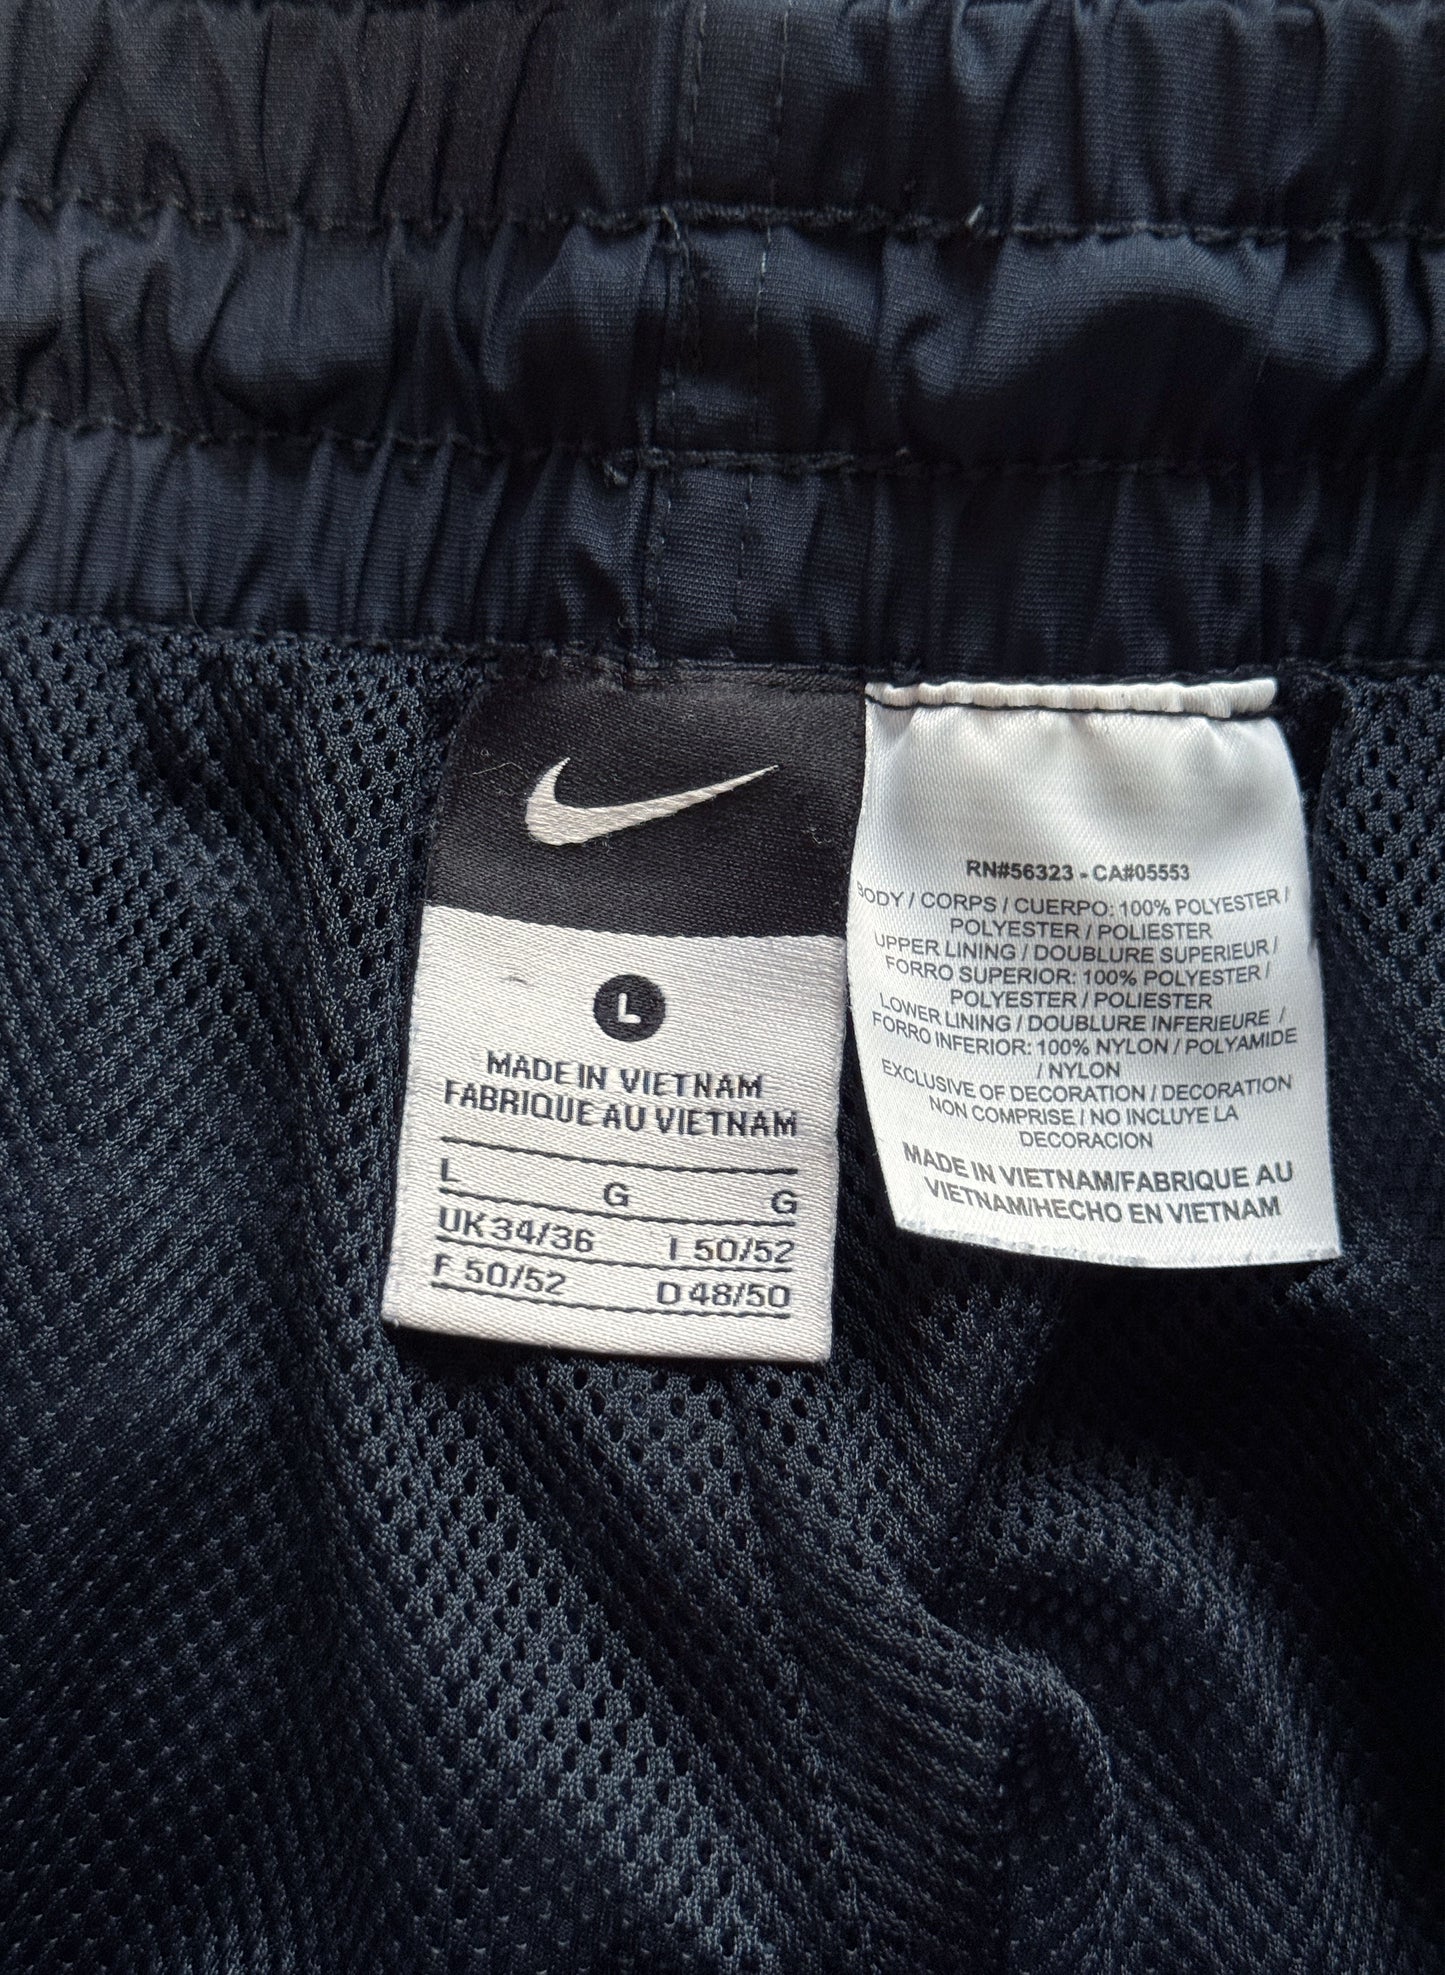 L
MADE IN VIETNAM
FABRIQUE AU VIETNAM
L G G
UK 34/36 I 50/52
F 50/52 D 48/50
RN#56323 - CA#05553
BODY / CORPS / CUERPO: 100% POLYESTER /
POLYESTER / POLIESTER
UPPER LINING / DOUBLURE SUPERIEUR /
FORRO SUPERIOR: 100% POLYESTER /
POLYESTER / POLIESTER
LOWER LINING / DOUBLURE INFERIEURE /
FORRO INFERIOR: 100% NYLON / POLYAMIDE
/ NYLON
EXCLUSIVE OF DECORATION / DECORATION
NON COMPRISE / NO INCLUYE LA
DECORACION
MADE IN VIETNAM/FABRIQUE AU
VIETNAM/HECHO EN VIETNAM